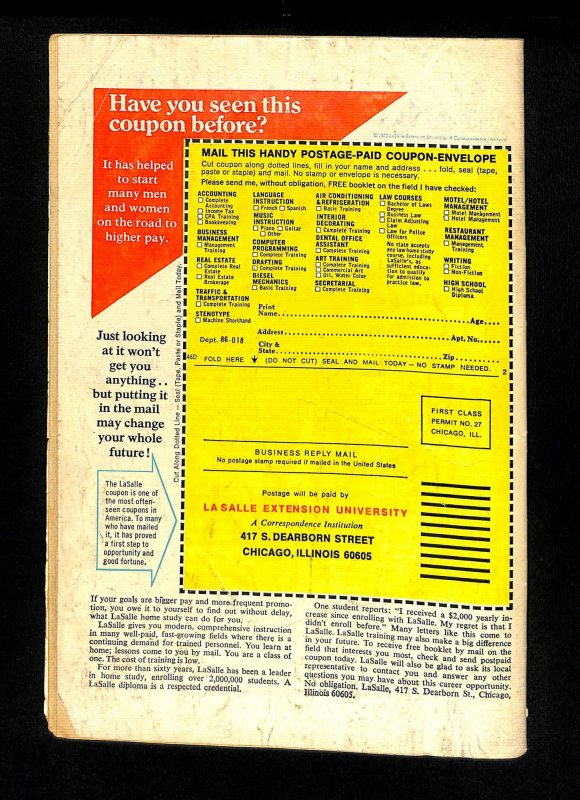 Have you seen this
coupon before?
It has helped
to start
many men
and women
on the road to
higher pay.
Just looking
at it won't
get you
anything . .
but putting it
in the mail
may change
your whole
future!
The LaSalle
coupon is one of
the most often-
seen coupons in
America. To many
who have mailed
it, it has proved
a first step to
opportunity and
good fortune.
Cut Along Dotted Line — Seal (Tape, Paste or Staple) and Mail Today.
© 1973 LaSalle Extension University, A Correspondence Institution
MAIL THIS HANDY POSTAGE-PAID COUPON-ENVELOPE
Cut coupon along dotted lines, fill in your name and address . . . fold, seal (tape,
paste or staple) and mail. No stamp or envelope is necessary.
Please send me, without obligation, FREE booklet on the field I have checked:
ACCOUNTING
☐ Complete
Accounting
☐ Income Tax
☐ CPA Training
☐ Bookkeeping
BUSINESS
MANAGEMENT
☐ Management
Training
REAL ESTATE
☐ Complete Real
Estate
☐ Real Estate
Brokerage
TRAFFIC &
TRANSPORTATION
☐ Complete Training
STENOTYPE
☐ Machine Shorthand
LANGUAGE
INSTRUCTION
☐ French ☐ Spanish
MUSIC
INSTRUCTION
☐ Piano ☐ Guitar
☐ Other
COMPUTER
PROGRAMMING
☐ Complete Training
DRAFTING
☐ Complete Training
DIESEL
MECHANICS
☐ Basic Training
AIR CONDITIONING
& REFRIGERATION
☐ Basic Training
INTERIOR
DECORATING
☐ Complete Training
DENTAL OFFICE
ASSISTANT
☐ Complete Training
ART TRAINING
☐ Complete Training
☐ Commercial Art
☐ Oil, Water Color
SECRETARIAL
☐ Complete Training
LAW COURSES
☐ Bachelor of Laws
Degree
☐ Business Law
☐ Claim Adjusting
Law
☐ Law for Police
Officers
No state accepts
any law home study
course, including
LaSalle's, as
sufficient educa-
tion to qualify
for admission to
practice law.
MOTEL/HOTEL
MANAGEMENT
☐ Motel Management
☐ Hotel Management
RESTAURANT
MANAGEMENT
☐ Management
Training
WRITING
☐ Fiction
☐ Non-Fiction
HIGH SCHOOL
☐ High School
Diploma
Print
Name Age
Address Apt. No.
Dept. 86-018
City &
State Zip
46D FOLD HERE (DO NOT CUT) SEAL AND MAIL TODAY — NO STAMP NEEDED. 2
FIRST CLASS
PERMIT NO. 27
CHICAGO, ILL.
BUSINESS REPLY MAIL
No postage stamp required if mailed in the United States
Postage will be paid by
LA SALLE EXTENSION UNIVERSITY
A Correspondence Institution
417 S. DEARBORN STREET
CHICAGO, ILLINOIS 60605
If your goals are bigger pay and more frequent promo-
tion, you owe it to yourself to find out without delay,
what LaSalle home study can do for you.
LaSalle gives you modern, comprehensive instruction
in many well-paid, fast-growing fields where there is a
continuing demand for trained personnel. You learn at
home; lessons come to you by mail. You are a class of
one. The cost of training is low.
For more than sixty years, LaSalle has been a leader
in home study, enrolling over 2,000,000 students. A
LaSalle diploma is a respected credential.
One student reports: "I received a $2,000 yearly in-
crease since enrolling with LaSalle. My regret is that I
didn't enroll before." Many letters like this come to
LaSalle. LaSalle training may also make a big difference
in your future. To receive free booklet by mail on the
field that interests you most, check and send postpaid
coupon today. LaSalle will also be glad to ask its local
representative to contact you and answer any other
questions you may have about this career opportunity.
No obligation. LaSalle, 417 S. Dearborn St., Chicago,
Illinois 60605.